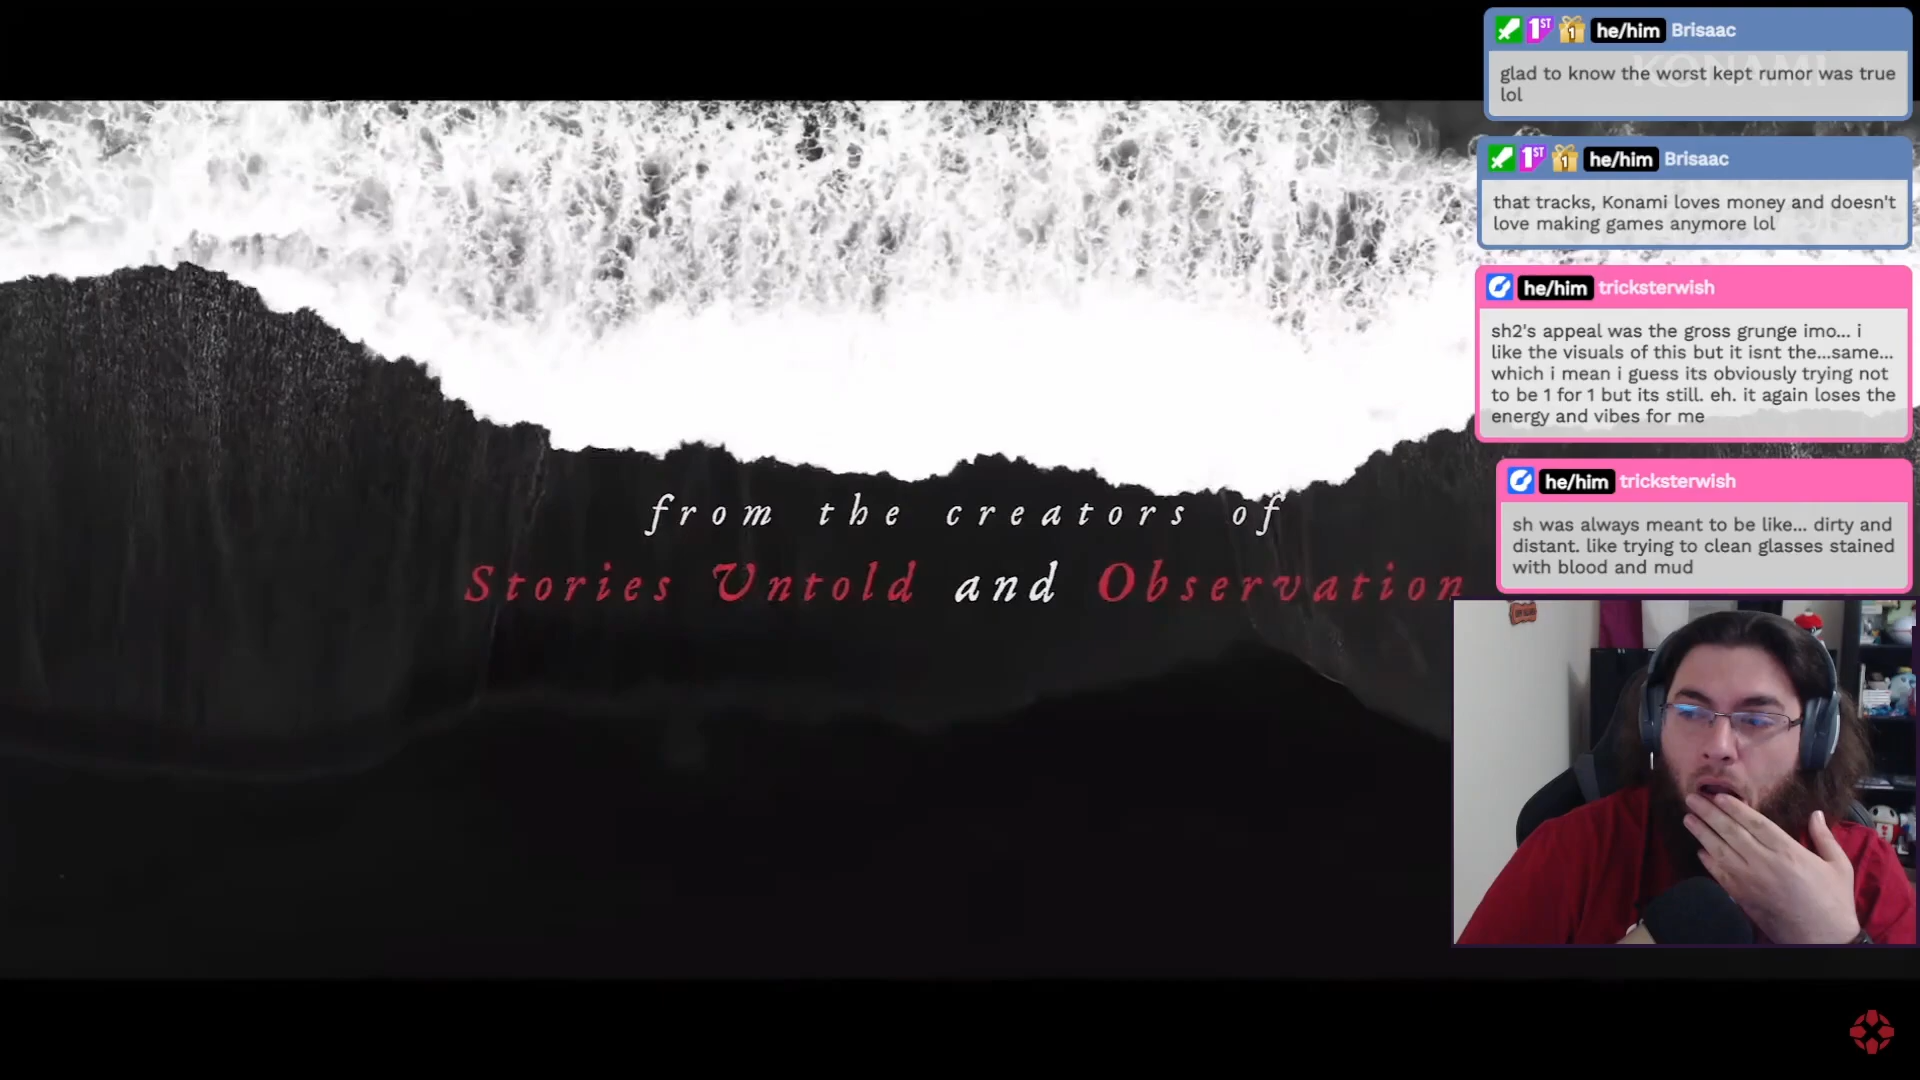 1ST 1 he/him Brisaac
KONAMI
glad to know the worst kept rumor was true
lol
1ST 1 he/him Brisaac
that tracks, Konami loves money and doesn't
love making games anymore lol
he/him tricksterwish
sh2's appeal was the gross grunge imo... i
like the visuals of this but it isnt the...same...
which i mean i guess its obviously trying not
to be 1 for 1 but its still. eh. it again loses the
energy and vibes for me
he/him tricksterwish
sh was always meant to be like... dirty and
distant. like trying to clean glasses stained
with blood and mud
from the creators of
Stories Untold and Observation